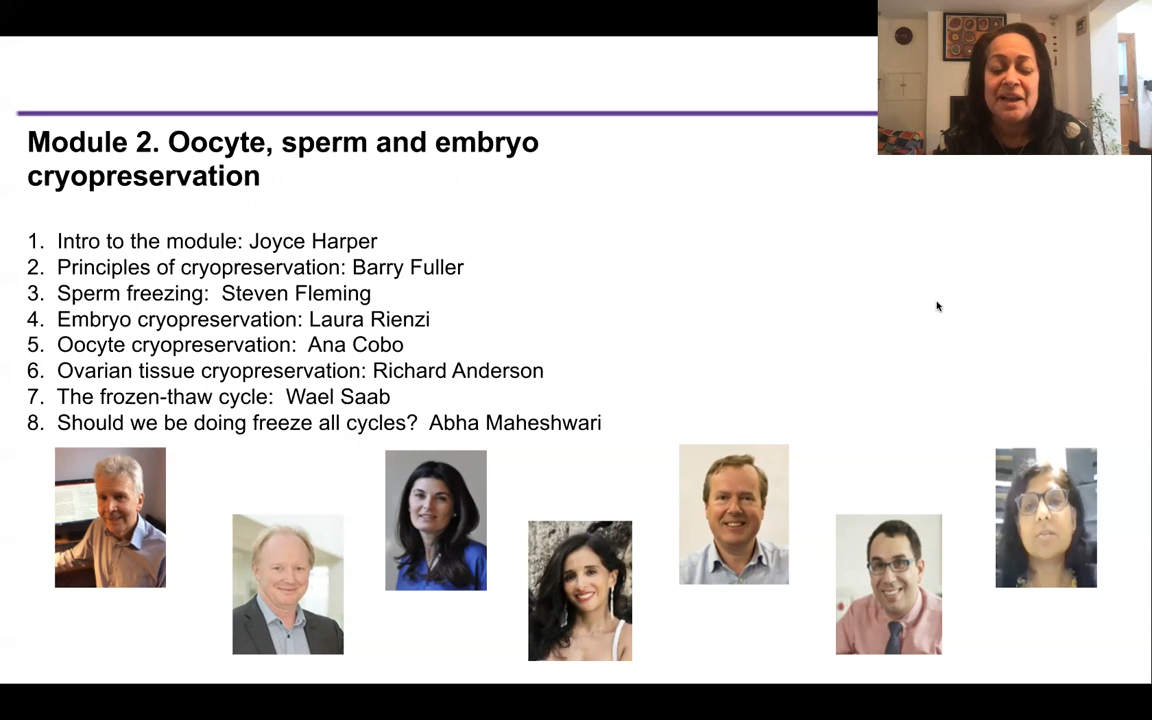 Module 2. Oocyte, sperm and embryo
cryopreservation
1. Intro to the module: Joyce Harper
2. Principles of cryopreservation: Barry Fuller
3. Sperm freezing: Steven Fleming
4. Embryo cryopreservation: Laura Rienzi
5. Oocyte cryopreservation: Ana Cobo
6. Ovarian tissue cryopreservation: Richard Anderson
7. The frozen-thaw cycle: Wael Saab
8. Should we be doing freeze all cycles? Abha Maheshwari